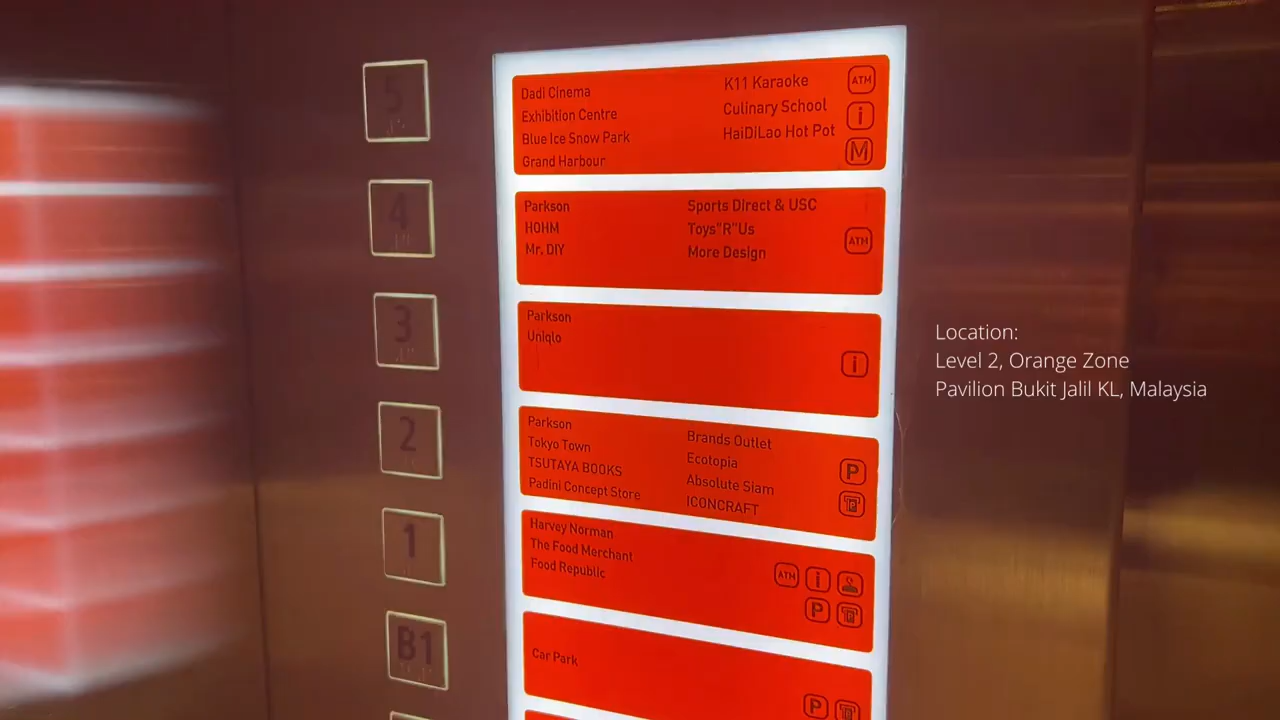 5
Dadi Cinema
Exhibition Centre
Blue Ice Snow Park
Grand Harbour
K11 Karaoke
Culinary School
HaiDiLao Hot Pot
ATM
i
M
4
Parkson
HOHM
Mr. DIY
Sports Direct & USC
Toys"R"Us
More Design
ATM
3
Parkson
Uniqlo
i
2
Parkson
Tokyo Town
TSUTAYA BOOKS
Padini Concept Store
Brands Outlet
Ecotopia
Absolute Siam
ICONCRAFT
P
1
Harvey Norman
The Food Merchant
Food Republic
ATM i
P
B1
Car Park
P
Location:
Level 2, Orange Zone
Pavilion Bukit Jalil KL, Malaysia